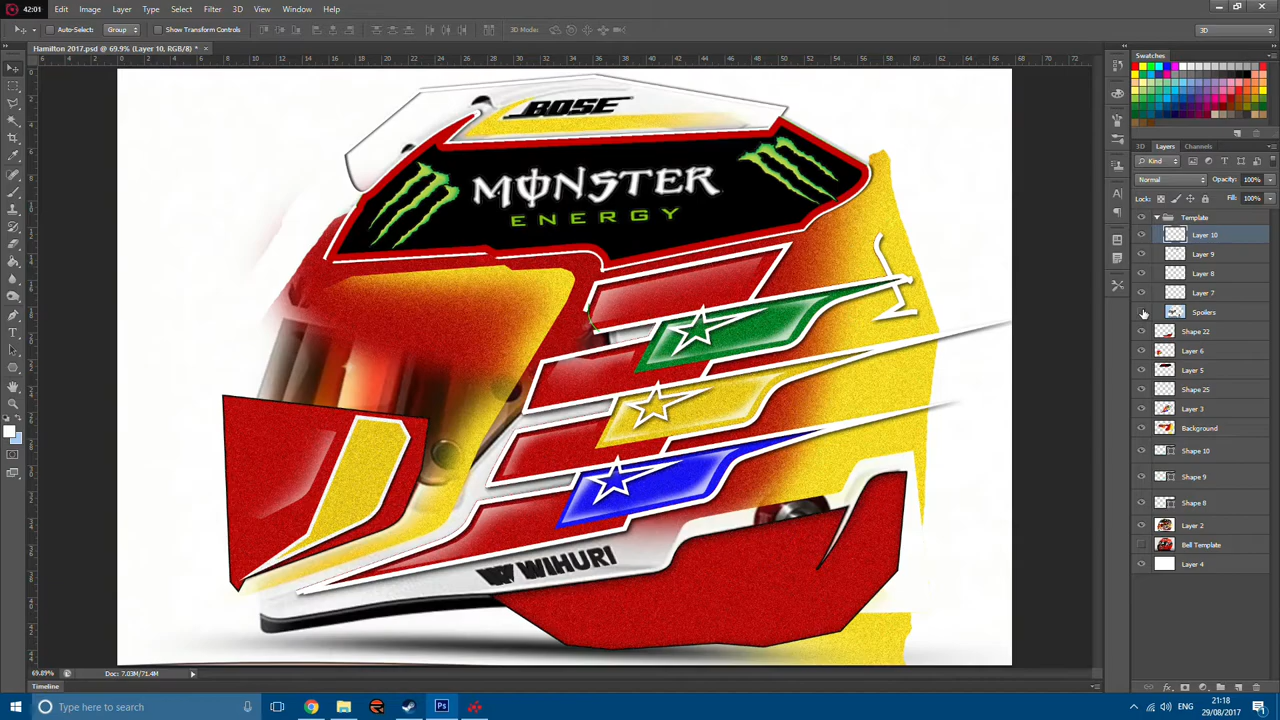 42:01 File Edit Image Layer Type Select Filter 3D View Window Help
Auto-Select: Group Show Transform Controls 3D Mode: 3D
Hamilton 2017.psd @ 69.9% (Layer 10, RGB/8) *
Swatches
3D Layers Channels
Kind
Normal Opacity: 100%
Lock: Fill: 100%
Template
Layer 10
Layer 9
Layer 8
Layer 7
Spoilers
Shape 22
Layer 6
Layer 5
Shape 25
Layer 3
Background
Shape 10
Shape 9
Shape 8
Layer 2
Bell Template
Layer 4
BOSE
MONSTER
ENERGY
WIHURI
69.89% Doc: 7.03M/71.4M
Timeline
Type here to search
ENG
21:18
29/08/2017